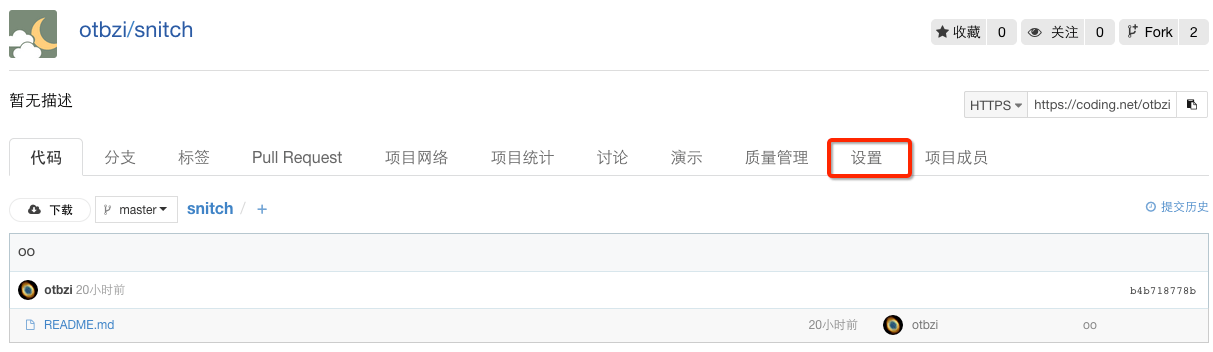 otbzi/snitch
收藏 0 关注 0 Fork 2
暂无描述
HTTPS https://coding.net/otbzi
代码 分支 标签 Pull Request 项目网络 项目统计 讨论 演示 质量管理 设置 项目成员
下载 master snitch / + 提交历史
oo
otbzi 20小时前 b4b718778b
README.md 20小时前 otbzi oo